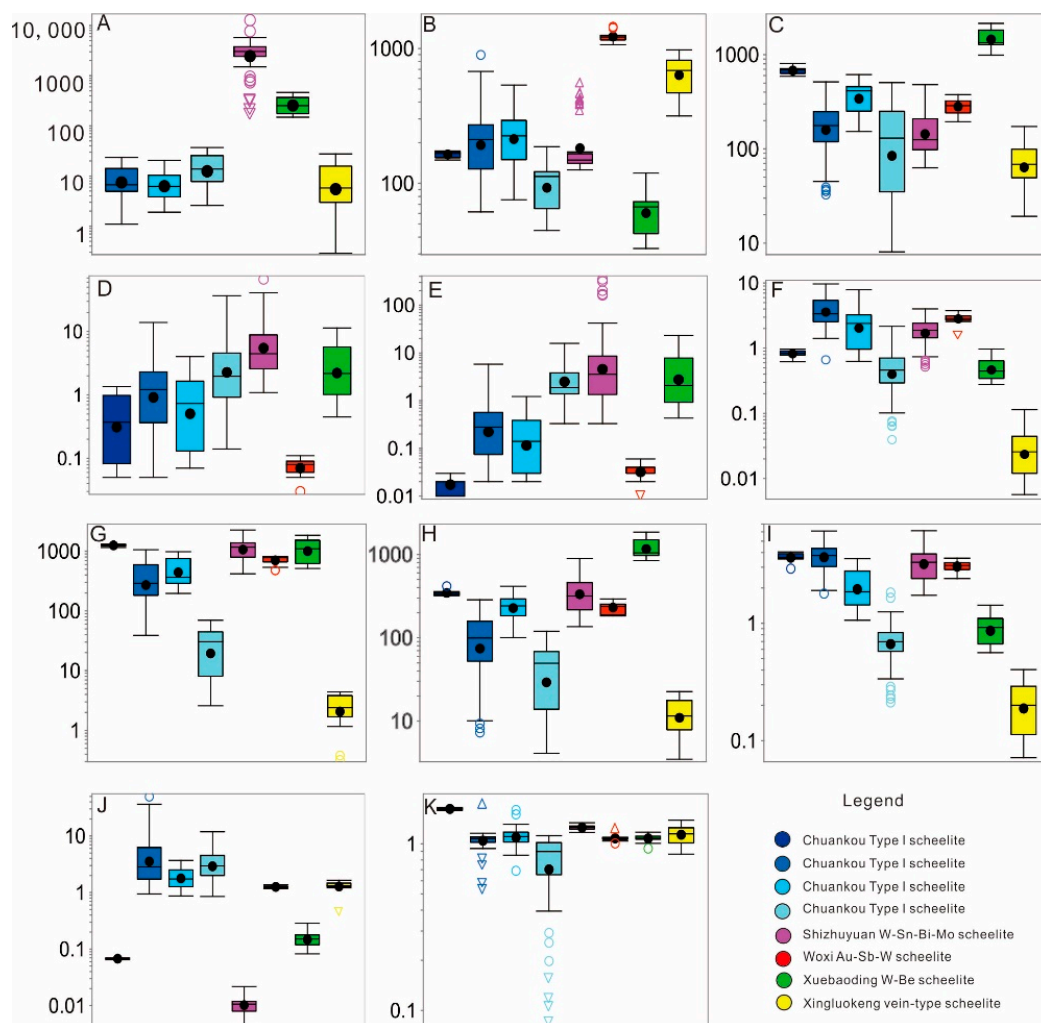 A
10, 000
1000
100
10
1
B
1000
100
C
1000
100
10
D
10
1
0.1
E
400
100
10
1
0.1
0.01
F
10
1
0.1
0.01
G
1000
100
10
1
H
1000
100
10
I
1
0.1
J
10
1
0.1
0.01
K
1
0.1
Legend
Chuankou Type I scheelite
Chuankou Type I scheelite
Chuankou Type I scheelite
Chuankou Type I scheelite
Shizhuyuan W-Sn-Bi-Mo scheelite
Woxi Au-Sb-W scheelite
Xuebaoding W-Be scheelite
Xingluokeng vein-type scheelite